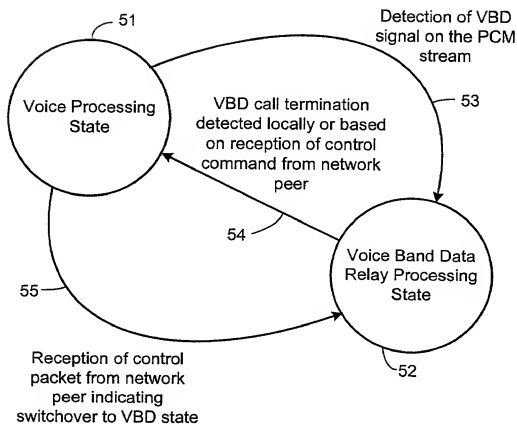 51
Detection of VBD
signal on the PCM
stream
53
Voice Processing
State
VBD call termination
detected locally or based
on reception of control
command from network
peer
54
Voice Band Data
Relay Processing
State
55
52
Reception of control
packet from network
peer indicating
switchover to VBD state